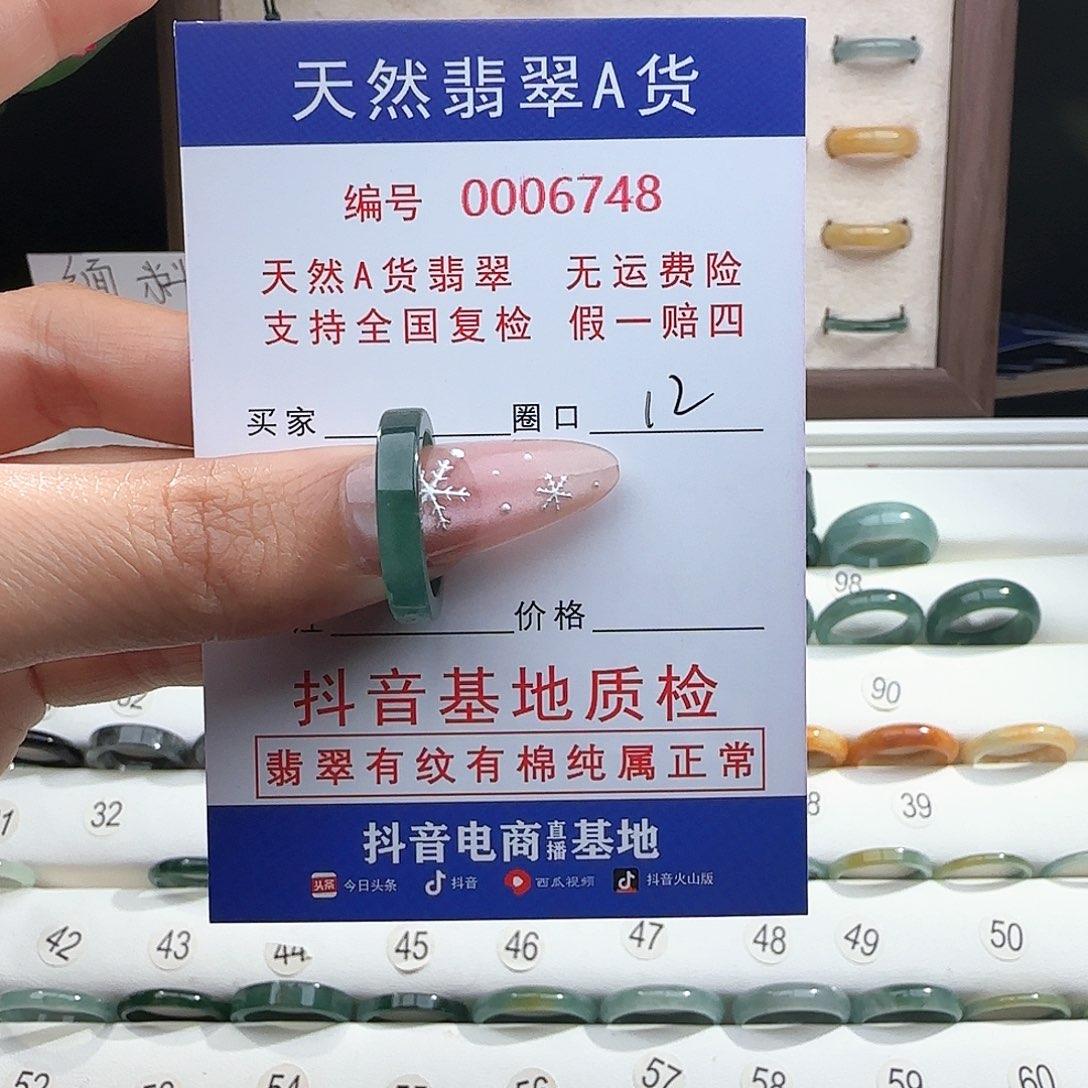 天然翡翠A货
编号 0006748
天然A货翡翠 无运费险
支持全国复检 假一赔四
缅 料
买家 圈口 12
价格
抖音基地质检
翡翠有纹有棉纯属正常
抖音电商直播基地
今日头条 抖音 西瓜视频 抖音火山版
98
90
32 39
42 43 44 45 46 47 48 49 50
57 58 59 60